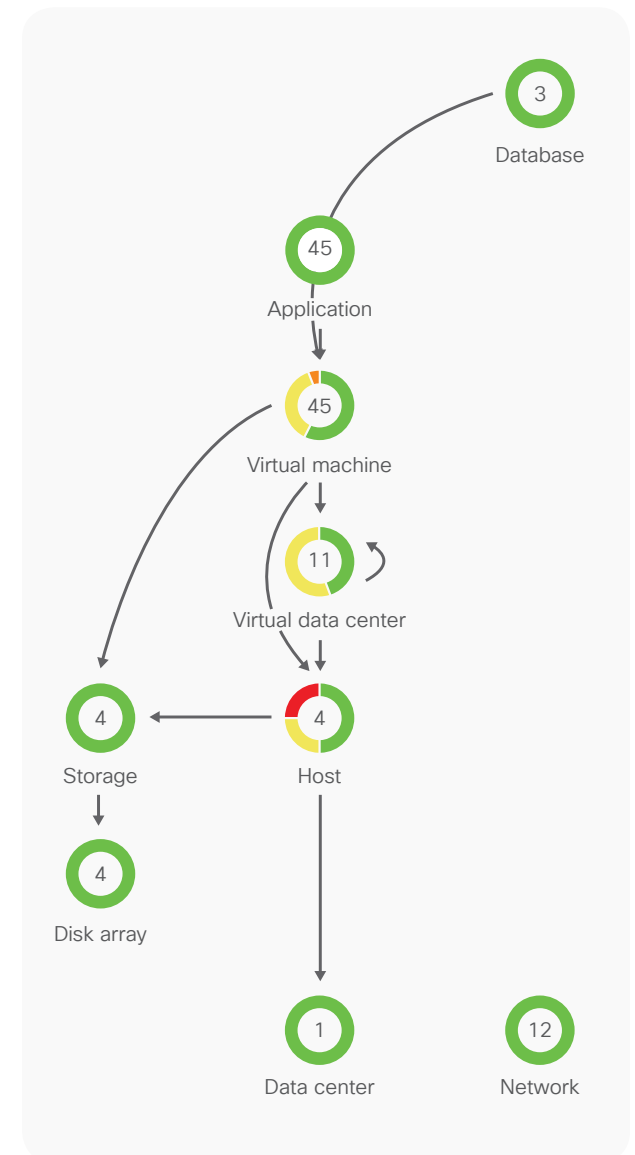 3
Database
45
Application
45
Virtual machine
11
Virtual data center
4
Storage
4
Host
4
Disk array
1
Data center
12
Network